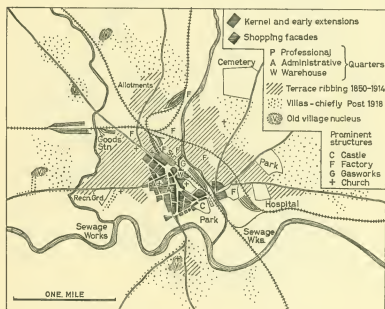 Kernel and early extensions
Shopping facades
P Professional
A Administrative
W Warehouse
Quarters
Terrace ribbing 1850-1914
Villas - chiefly Post 1918
Old village nucleus
Prominent
structures
C Castle
F Factory
G Gasworks
+ Church
Cemetery
Allotments
Goods
Stn.
Park
Recn.Grd.
Hospital
Park
Sewage
Works
Sewage
Wks.
ONE MILE
F
F
F
F
G
F
C